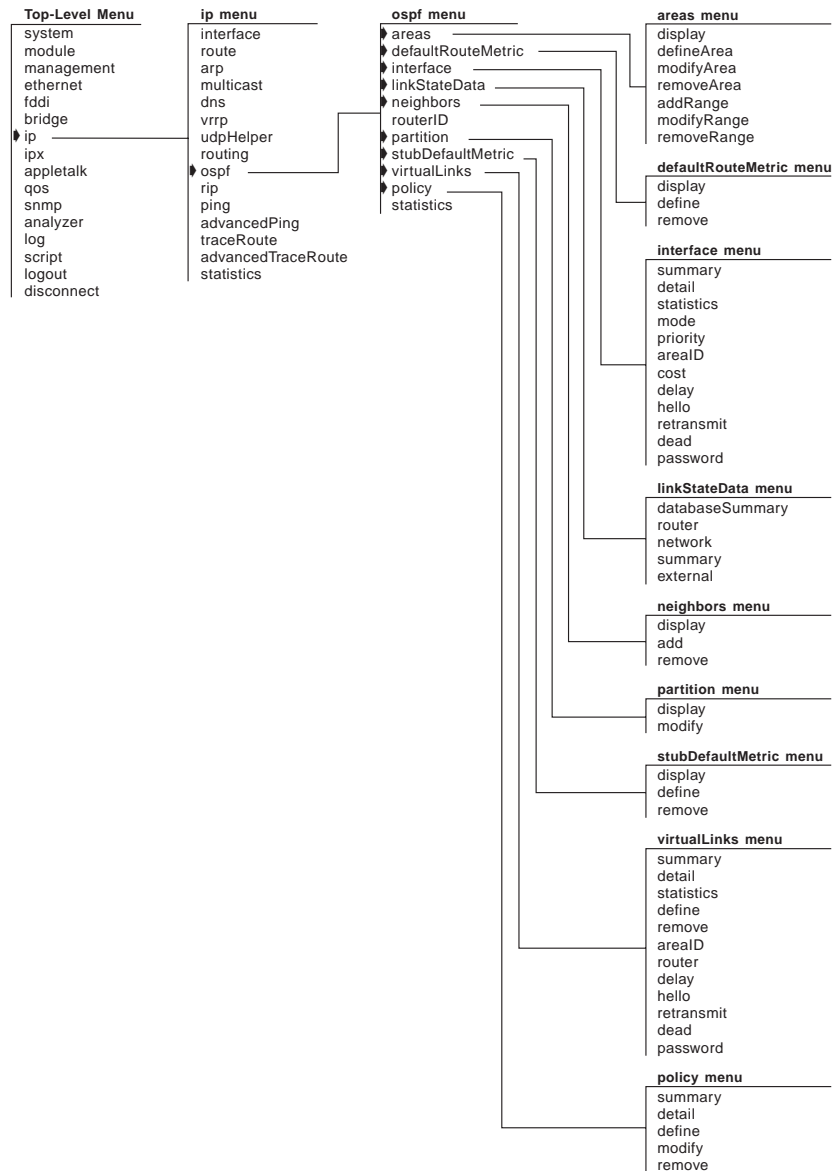 Top-Level Menu
system
module
management
ethernet
fddi
bridge
ip
ipx
appletalk
qos
snmp
analyzer
log
script
logout
disconnect
ip menu
interface
route
arp
multicast
dns
vrrp
udpHelper
routing
ospf
rip
ping
advancedPing
traceRoute
advancedTraceRoute
statistics
ospf menu
areas
defaultRouteMetric
interface
linkStateData
neighbors
routerID
partition
stubDefaultMetric
virtualLinks
policy
statistics
areas menu
display
defineArea
modifyArea
removeArea
addRange
modifyRange
removeRange
defaultRouteMetric menu
display
define
remove
interface menu
summary
detail
statistics
mode
priority
areaID
cost
delay
hello
retransmit
dead
password
linkStateData menu
databaseSummary
router
network
summary
external
neighbors menu
display
add
remove
partition menu
display
modify
stubDefaultMetric menu
display
define
remove
virtualLinks menu
summary
detail
statistics
define
remove
areaID
router
delay
hello
retransmit
dead
password
policy menu
summary
detail
define
modify
remove